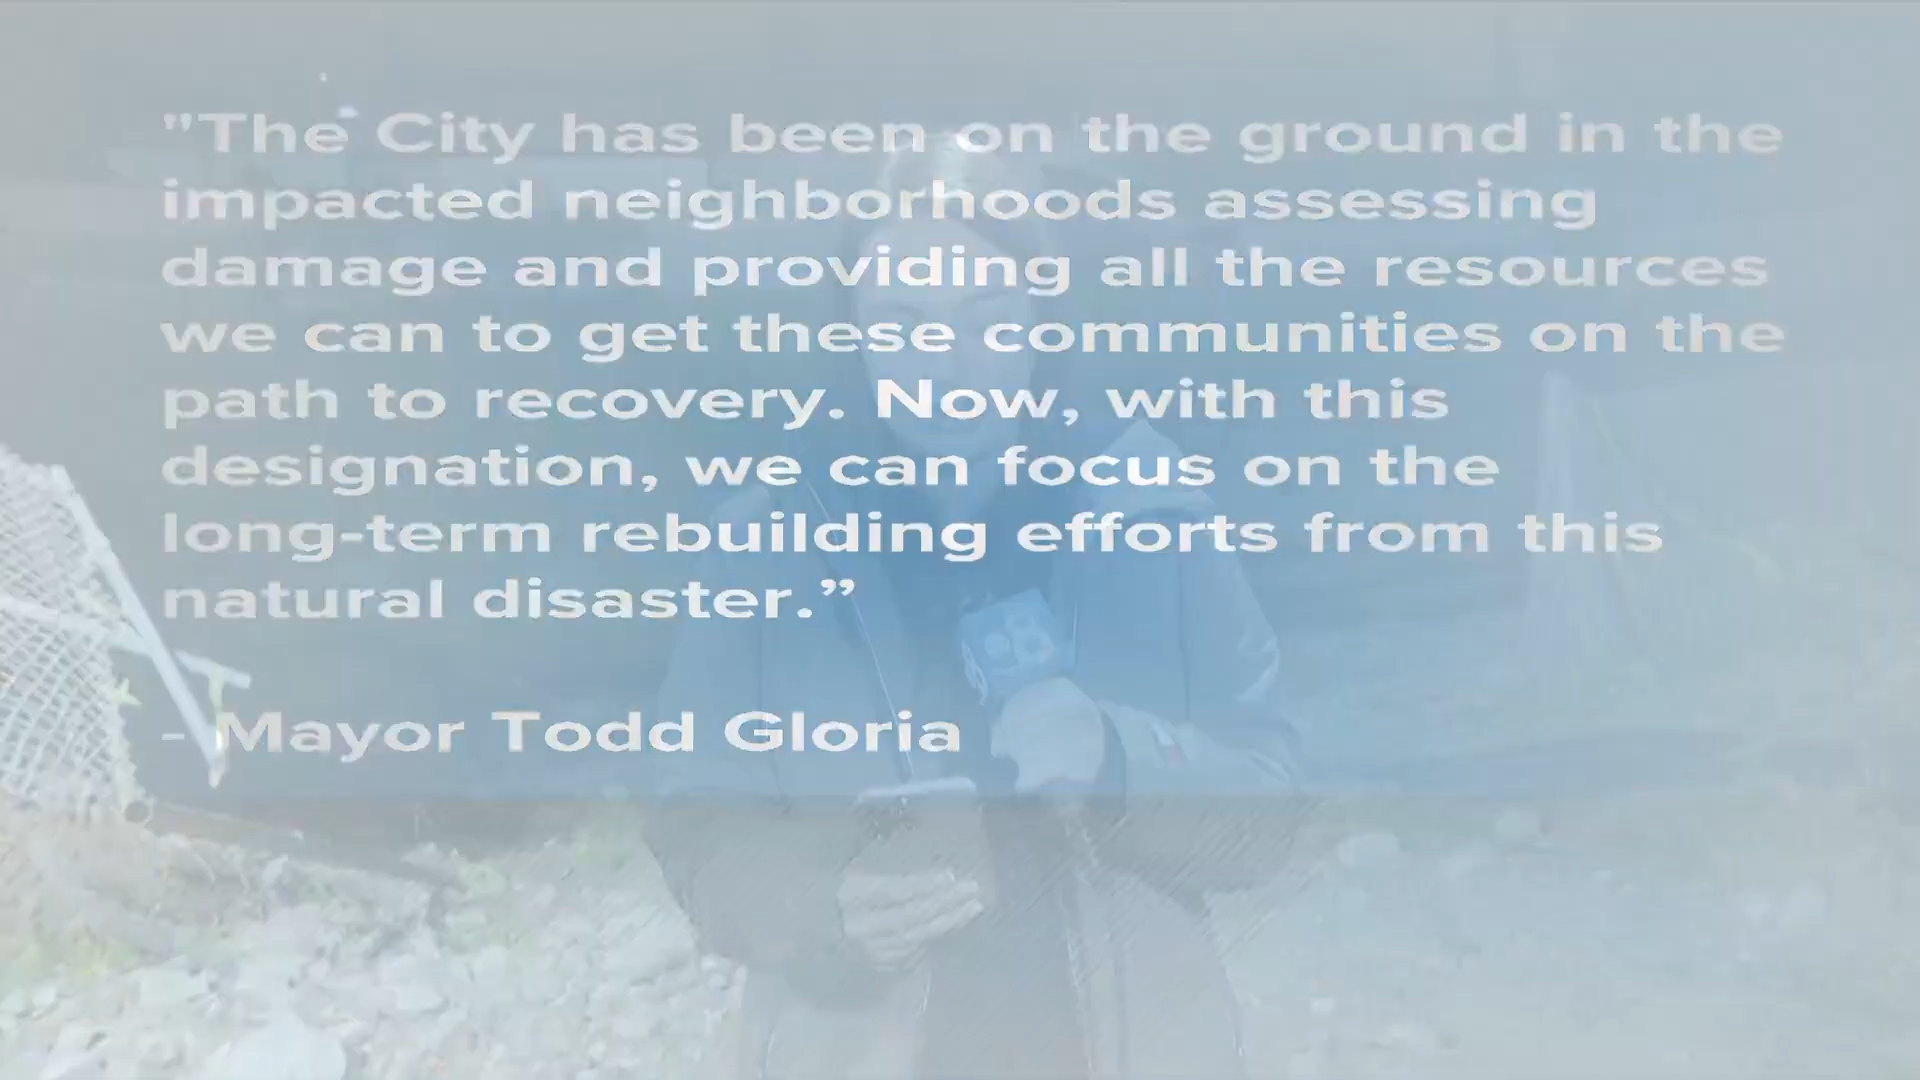 "The City has been on the ground in the
impacted neighborhoods assessing
damage and providing all the resources
we can to get these communities on the
path to recovery. Now, with this
designation, we can focus on the
long-term rebuilding efforts from this
natural disaster.”
- Mayor Todd Gloria
8